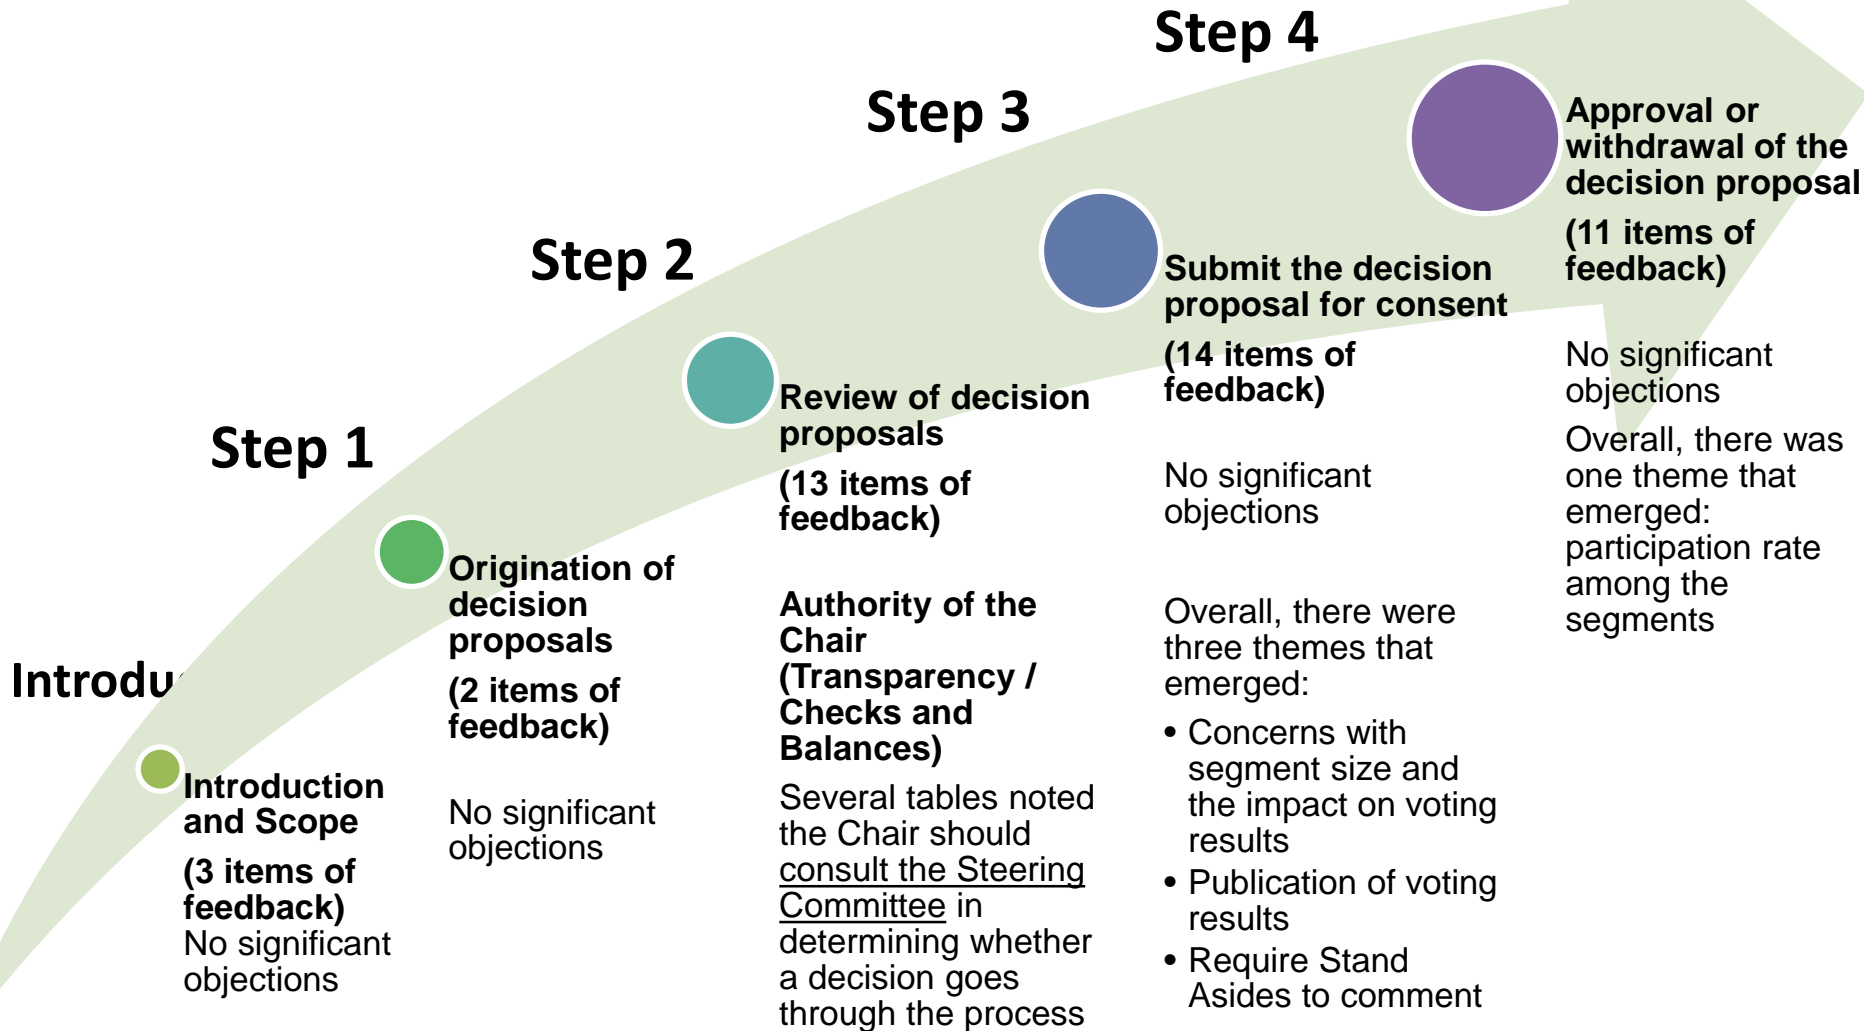 Introdu
Introduction
and Scope
(3 items of
feedback)
No significant
objections
Step 1
Origination of
decision
proposals
(2 items of
feedback)
No significant
objections
Step 2
Review of decision
proposals
(13 items of
feedback)
Authority of the
Chair
(Transparency /
Checks and
Balances)
Several tables noted
the Chair should
consult the Steering
Committee in
determining whether
a decision goes
through the process
Step 3
Submit the decision
proposal for consent
(14 items of
feedback)
No significant
objections
Overall, there were
three themes that
emerged:
• Concerns with
segment size and
the impact on voting
results
• Publication of voting
results
• Require Stand
Asides to comment
Step 4
Approval or
withdrawal of the
decision proposal
(11 items of
feedback)
No significant
objections
Overall, there was
one theme that
emerged:
participation rate
among the
segments